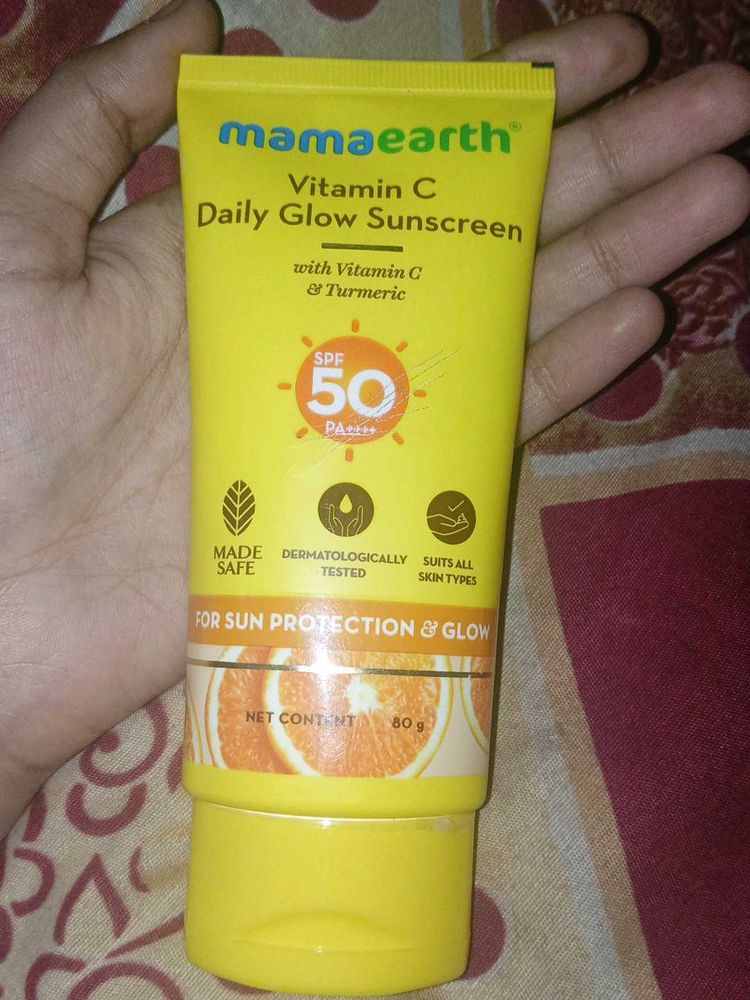 mamaearth®
Vitamin C
Daily Glow Sunscreen
with Vitamin C
& Turmeric
SPF
50
PA++++
MADE
SAFE
DERMATOLOGICALLY
TESTED
SUITS ALL
SKIN TYPES
FOR SUN PROTECTION & GLOW
NET CONTENT 80 g